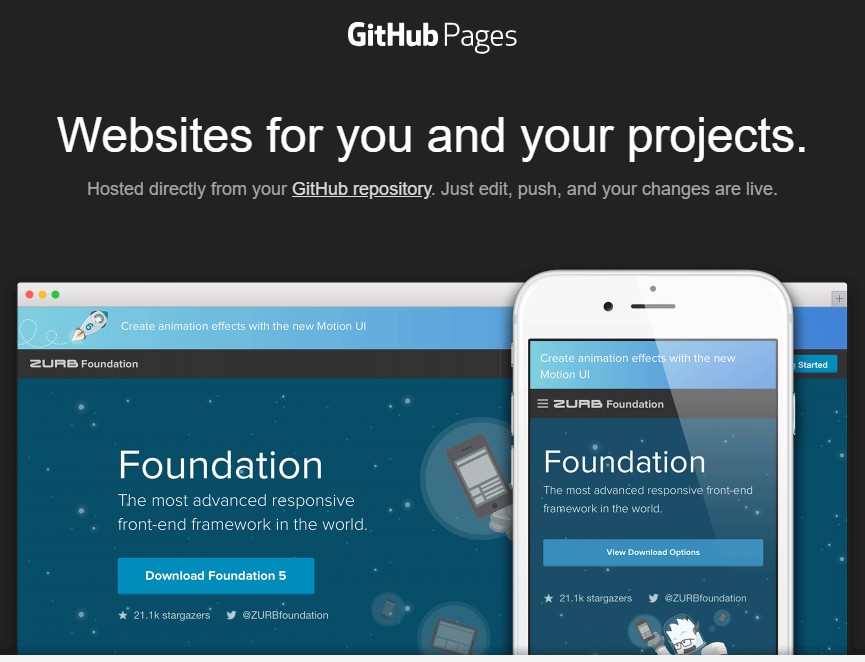 GitHub Pages
Websites for you and your projects.
Hosted directly from your GitHub repository. Just edit, push, and your changes are live.
Create animation effects with the new Motion UI
ZURB Foundation
Started
Foundation
The most advanced responsive
front-end framework in the world.
Download Foundation 5
21.1k stargazers @ZURBfoundation
Create animation effects with the new
Motion UI
ZURB Foundation
Foundation
The most advanced responsive front-end
framework in the world.
View Download Options
21.1k stargazers @ZURBfoundation